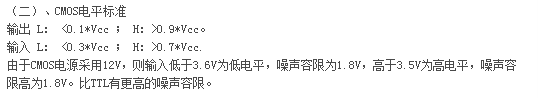 （二）、CMOS电平标准
输出 L: <0.1*Vcc ; H: >0.9*Vcc。
输入 L: <0.3*Vcc ; H: >0.7*Vcc.
由于CMOS电源采用12V，则输入低于3.6V为低电平，噪声容限为1.8V，高于3.5V为高电平，噪声容
限高为1.8V。比TTL有更高的噪声容限。